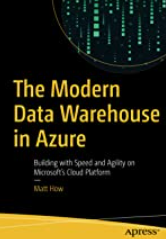 The Modern
Data Warehouse
in Azure
Building with Speed and Agility on
Microsoft's Cloud Platform
—
Matt How
Apress®